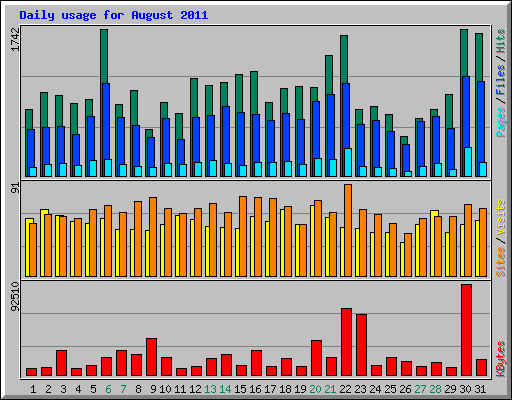 Daily usage for August 2011
1742
Pages / Files / Hits
91
Sites / Visits
92510
KBytes
1 2 3 4 5 6 7 8 9 10 11 12 13 14 15 16 17 18 19 20 21 22 23 24 25 26 27 28 29 30 31